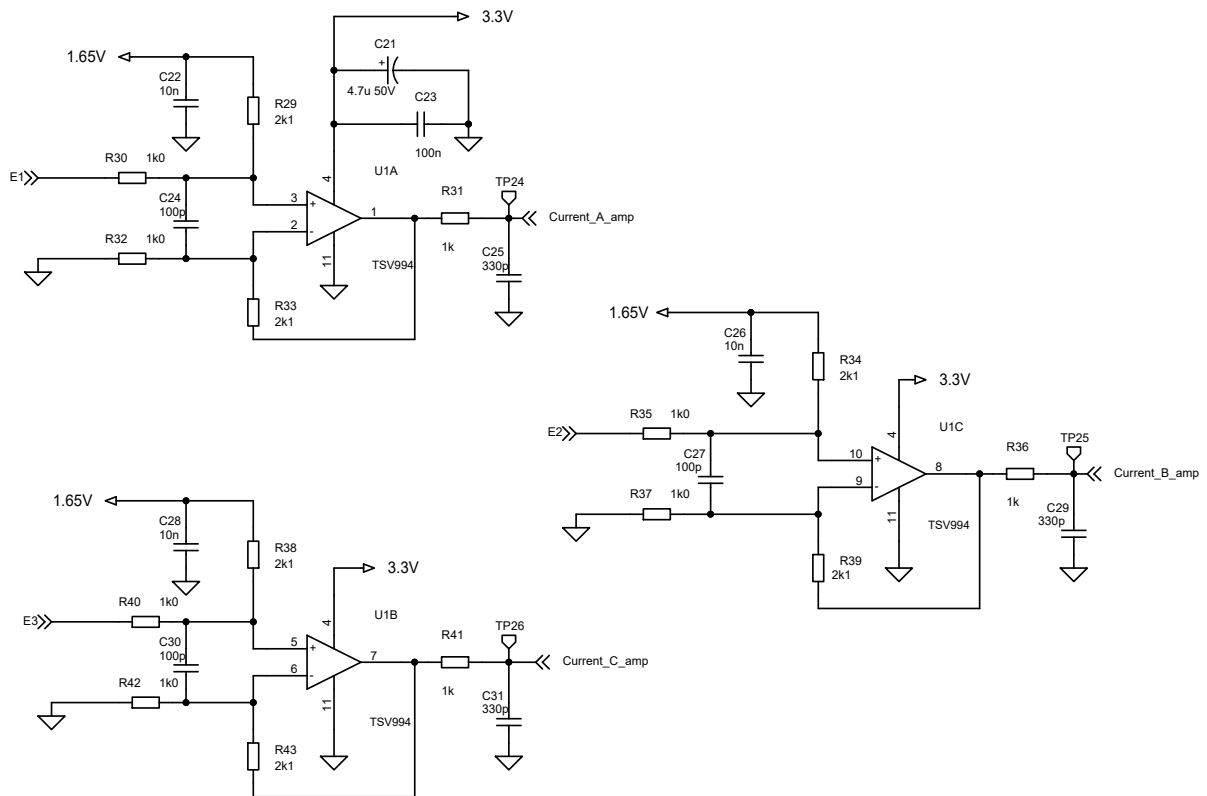 3.3V
1.65V
C21
+
4.7u 50V
C22
10n
C23
100n
R29
2k1
U1A
R30 1k0
E1
4
C24
100p
3
+
2
-
1
11
TSV994
R31
1k
TP24
Current_A_amp
C25
330p
R32 1k0
R33
2k1
1.65V
C26
10n
R34
2k1
3.3V
U1C
R35 1k0
E2
4
C27
100p
10
+
9
-
8
11
TSV994
R36
1k
TP25
Current_B_amp
C29
330p
R37 1k0
R39
2k1
1.65V
C28
10n
R38
2k1
3.3V
U1B
R40 1k0
E3
4
C30
100p
5
+
6
-
7
11
TSV994
R41
1k
TP26
Current_C_amp
C31
330p
R42 1k0
R43
2k1